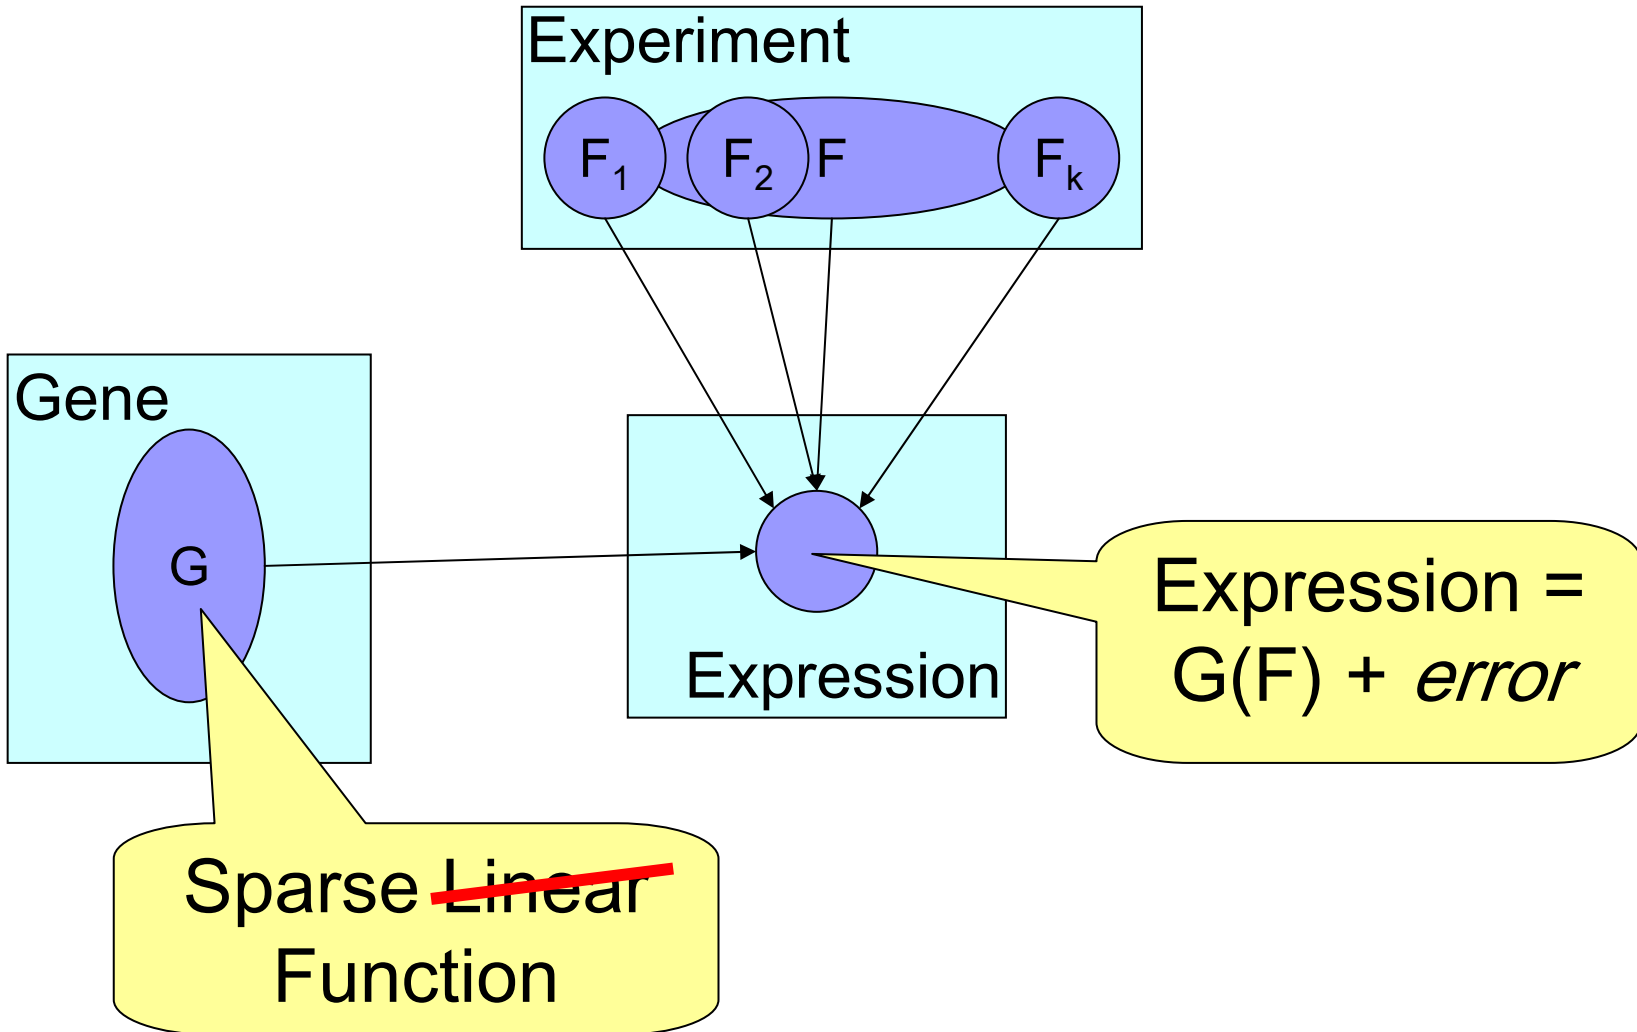 Experiment
F1 F2 F Fk
Gene
G
Expression
Expression =
G(F) + error
Sparse Linear
Function